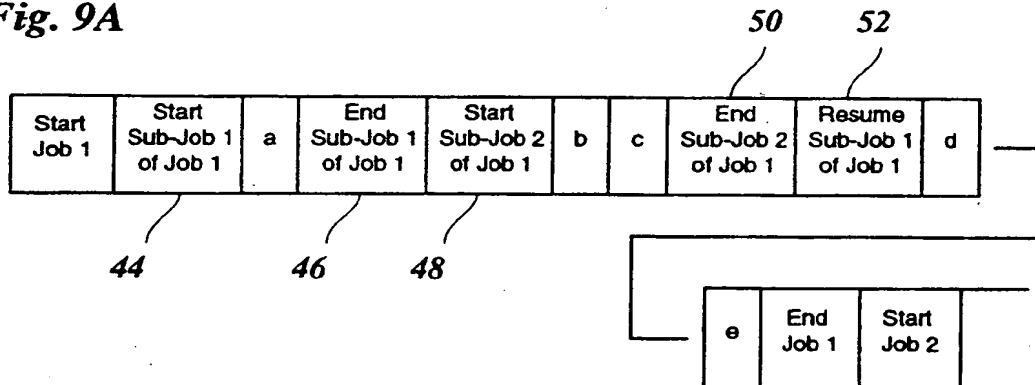 Fig. 9A
50 52
Start Job 1
Start Sub-Job 1 of Job 1
a
End Sub-Job 1 of Job 1
Start Sub-Job 2 of Job 1
b
c
End Sub-Job 2 of Job 1
Resume Sub-Job 1 of Job 1
d
44 46 48
e
End Job 1
Start Job 2